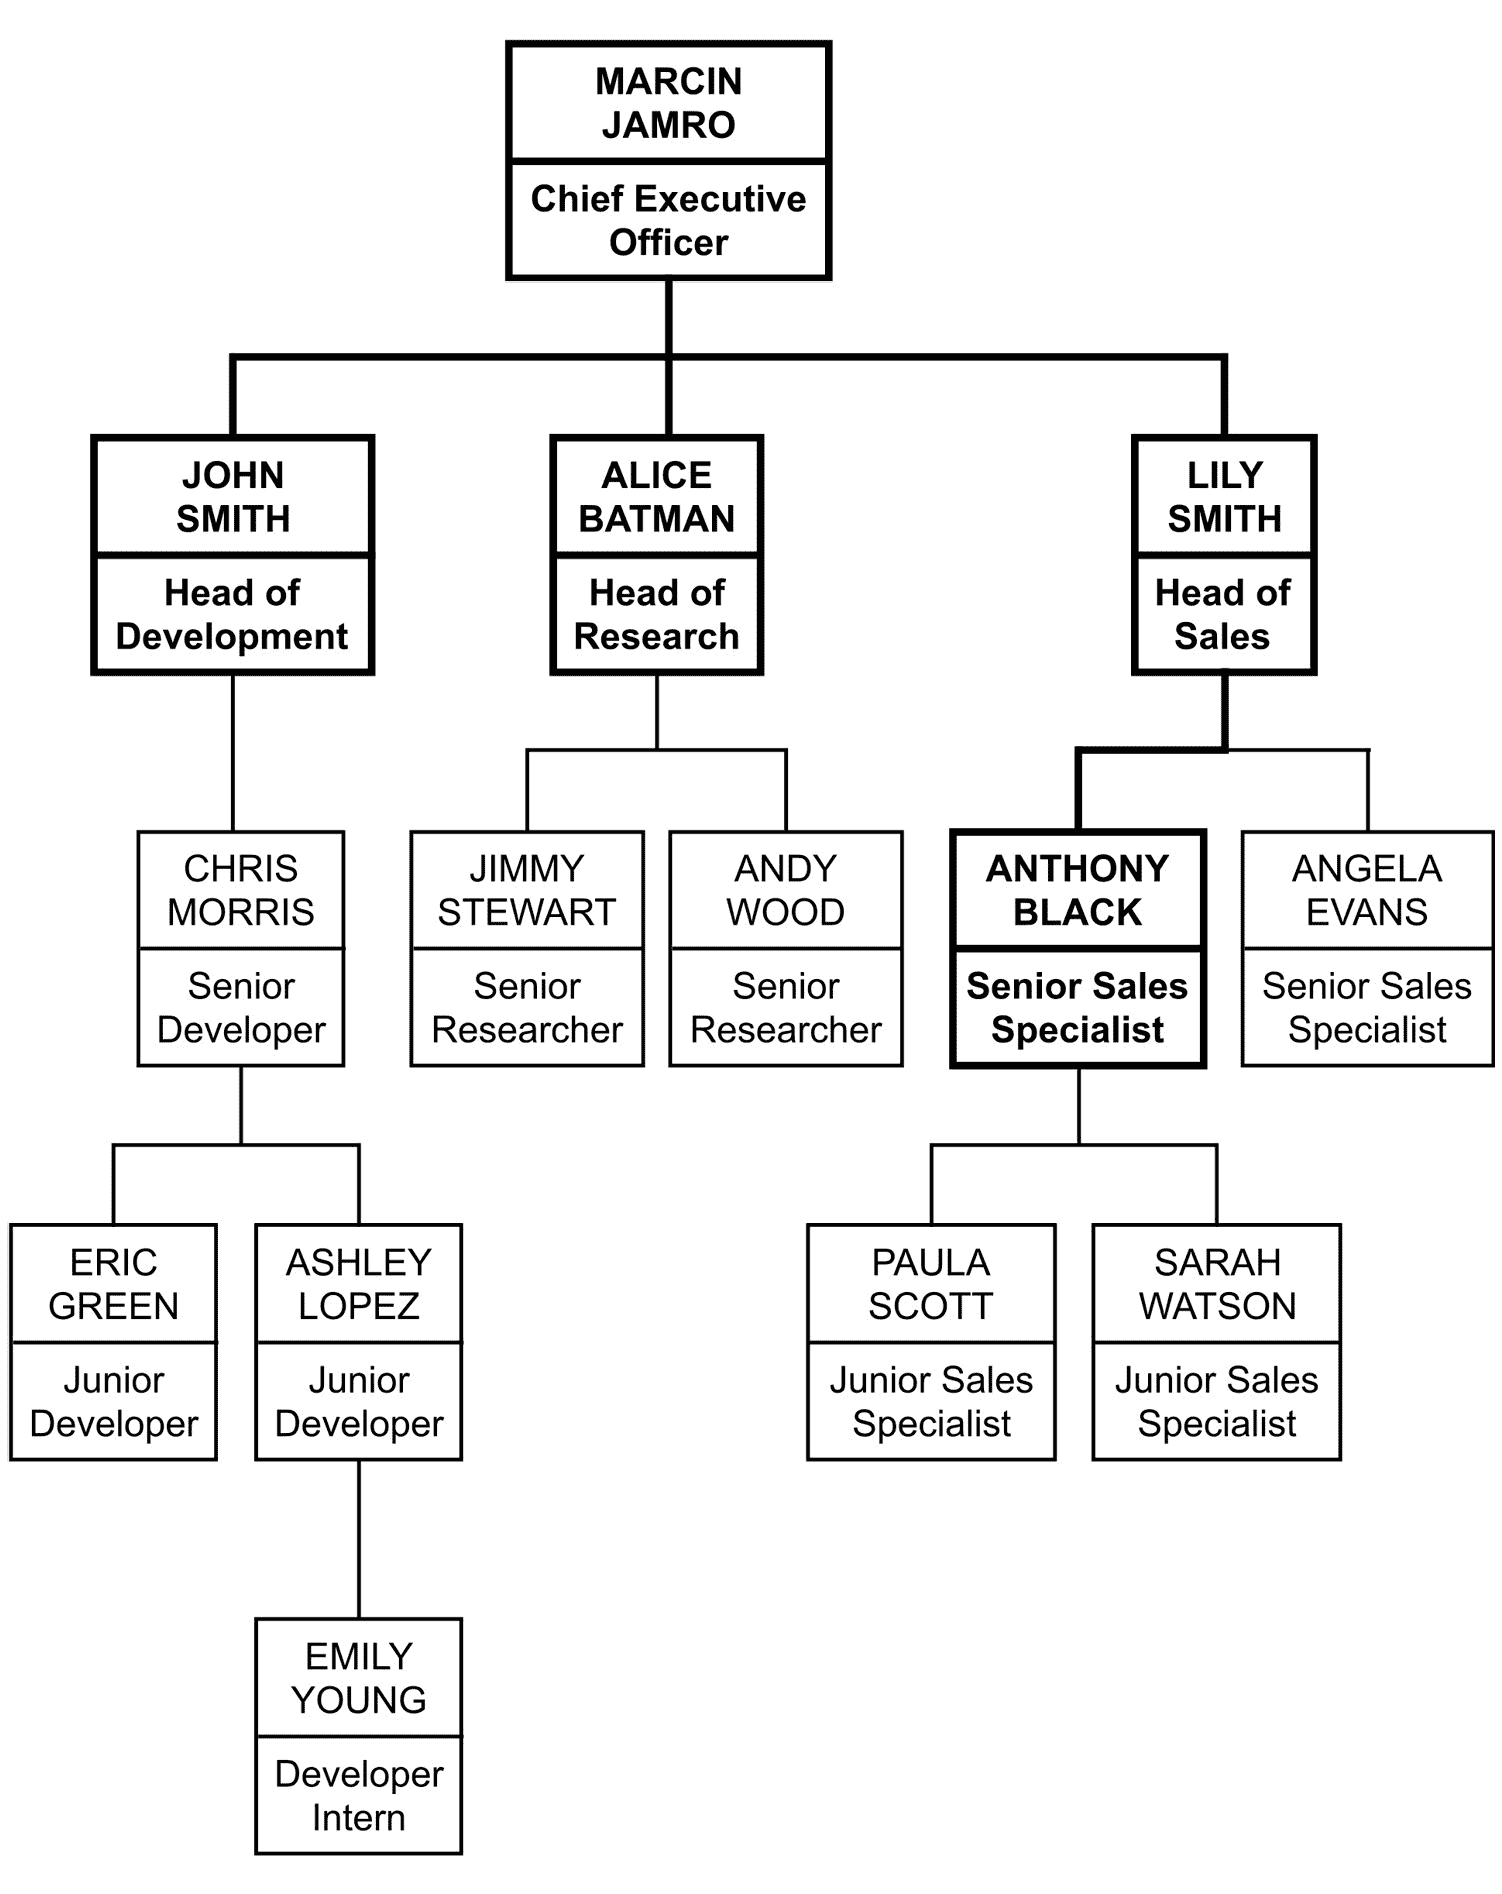 MARCIN
JAMRO
Chief Executive
Officer
JOHN
SMITH
Head of
Development
ALICE
BATMAN
Head of
Research
LILY
SMITH
Head of
Sales
CHRIS
MORRIS
Senior
Developer
JIMMY
STEWART
Senior
Researcher
ANDY
WOOD
Senior
Researcher
ANTHONY
BLACK
Senior Sales
Specialist
ANGELA
EVANS
Senior Sales
Specialist
ERIC
GREEN
Junior
Developer
ASHLEY
LOPEZ
Junior
Developer
PAULA
SCOTT
Junior Sales
Specialist
SARAH
WATSON
Junior Sales
Specialist
EMILY
YOUNG
Developer
Intern